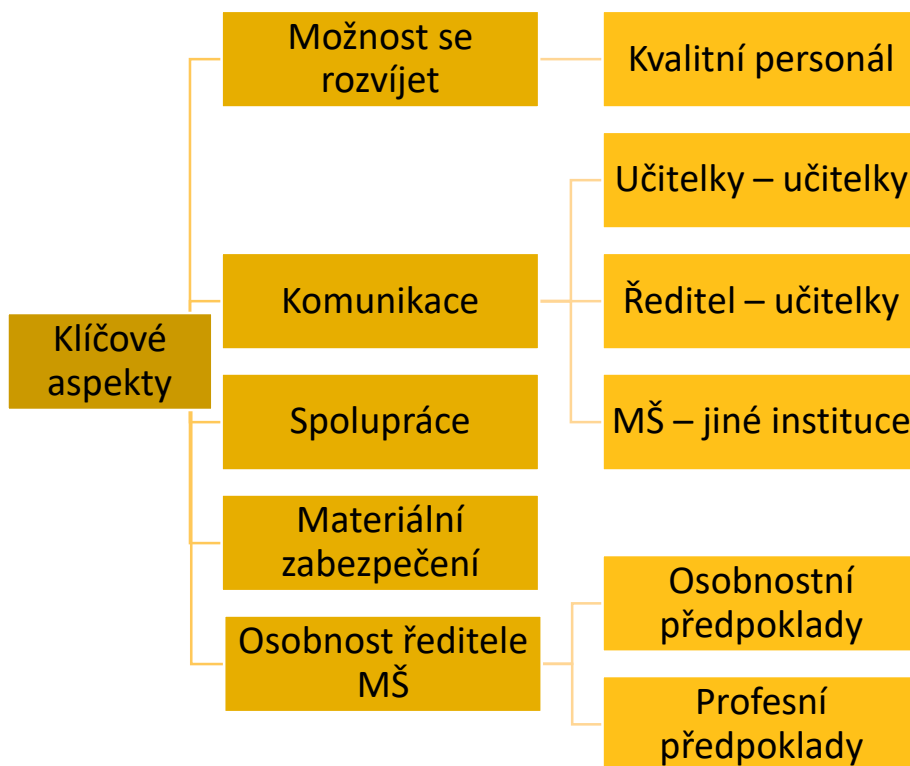 Možnost se
rozvíjet
Kvalitní personál
Učitelky – učitelky
Komunikace
Ředitel – učitelky
Klíčové
aspekty
Spolupráce
MŠ – jiné instituce
Materiální
zabezpečení
Osobnost ředitele
MŠ
Osobnostní
předpoklady
Profesní
předpoklady